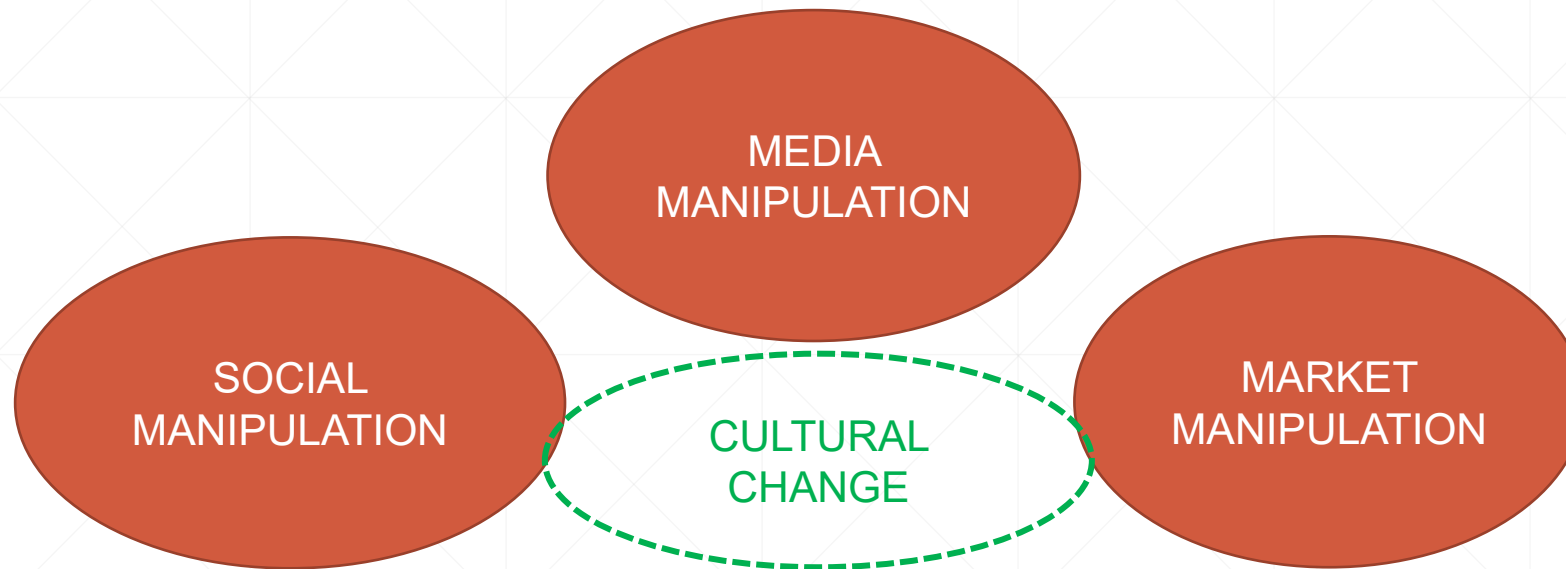 MEDIA
MANIPULATION
SOCIAL
MANIPULATION
MARKET
MANIPULATION
CULTURAL
CHANGE